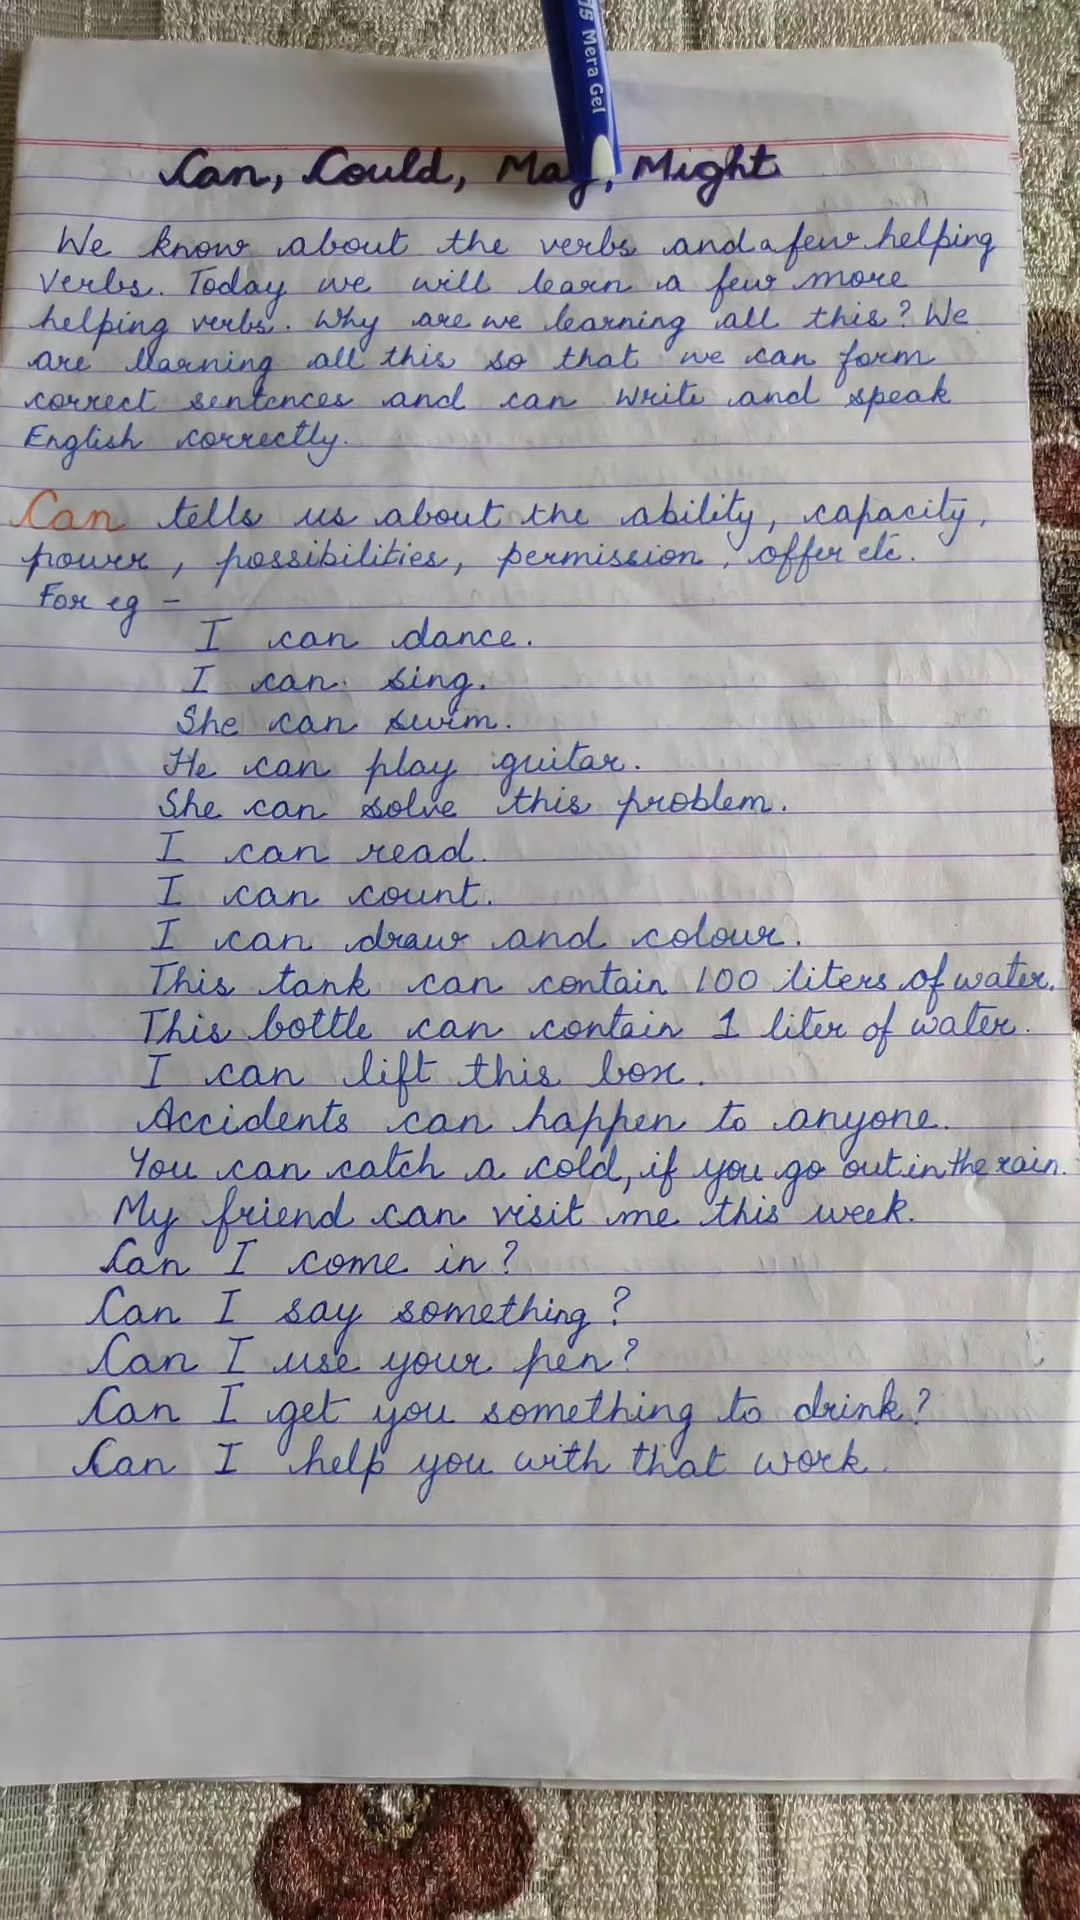 Mera Gel
Can, Could, May, Might
We know about the verbs and a few helping
verbs. Today we will learn a few more
helping verbs. Why are we learning all this? We
are learning all this so that we can form
correct sentences and can write and speak
English correctly.
Can tells us about the ability, capacity,
power, possibilities, permission, offer etc.
For eg -
I can dance.
I can sing.
She can swim.
He can play guitar.
She can solve this problem.
I can read.
I can count.
I can draw and colour.
This tank can contain 100 liters of water.
This bottle can contain 1 liter of water.
I can lift this box.
Accidents can happen to anyone.
You can catch a cold, if you go out in the rain.
My friend can visit me this week.
Can I come in?
Can I say something?
Can I use your pen?
Can I get you something to drink?
Can I help you with that work.